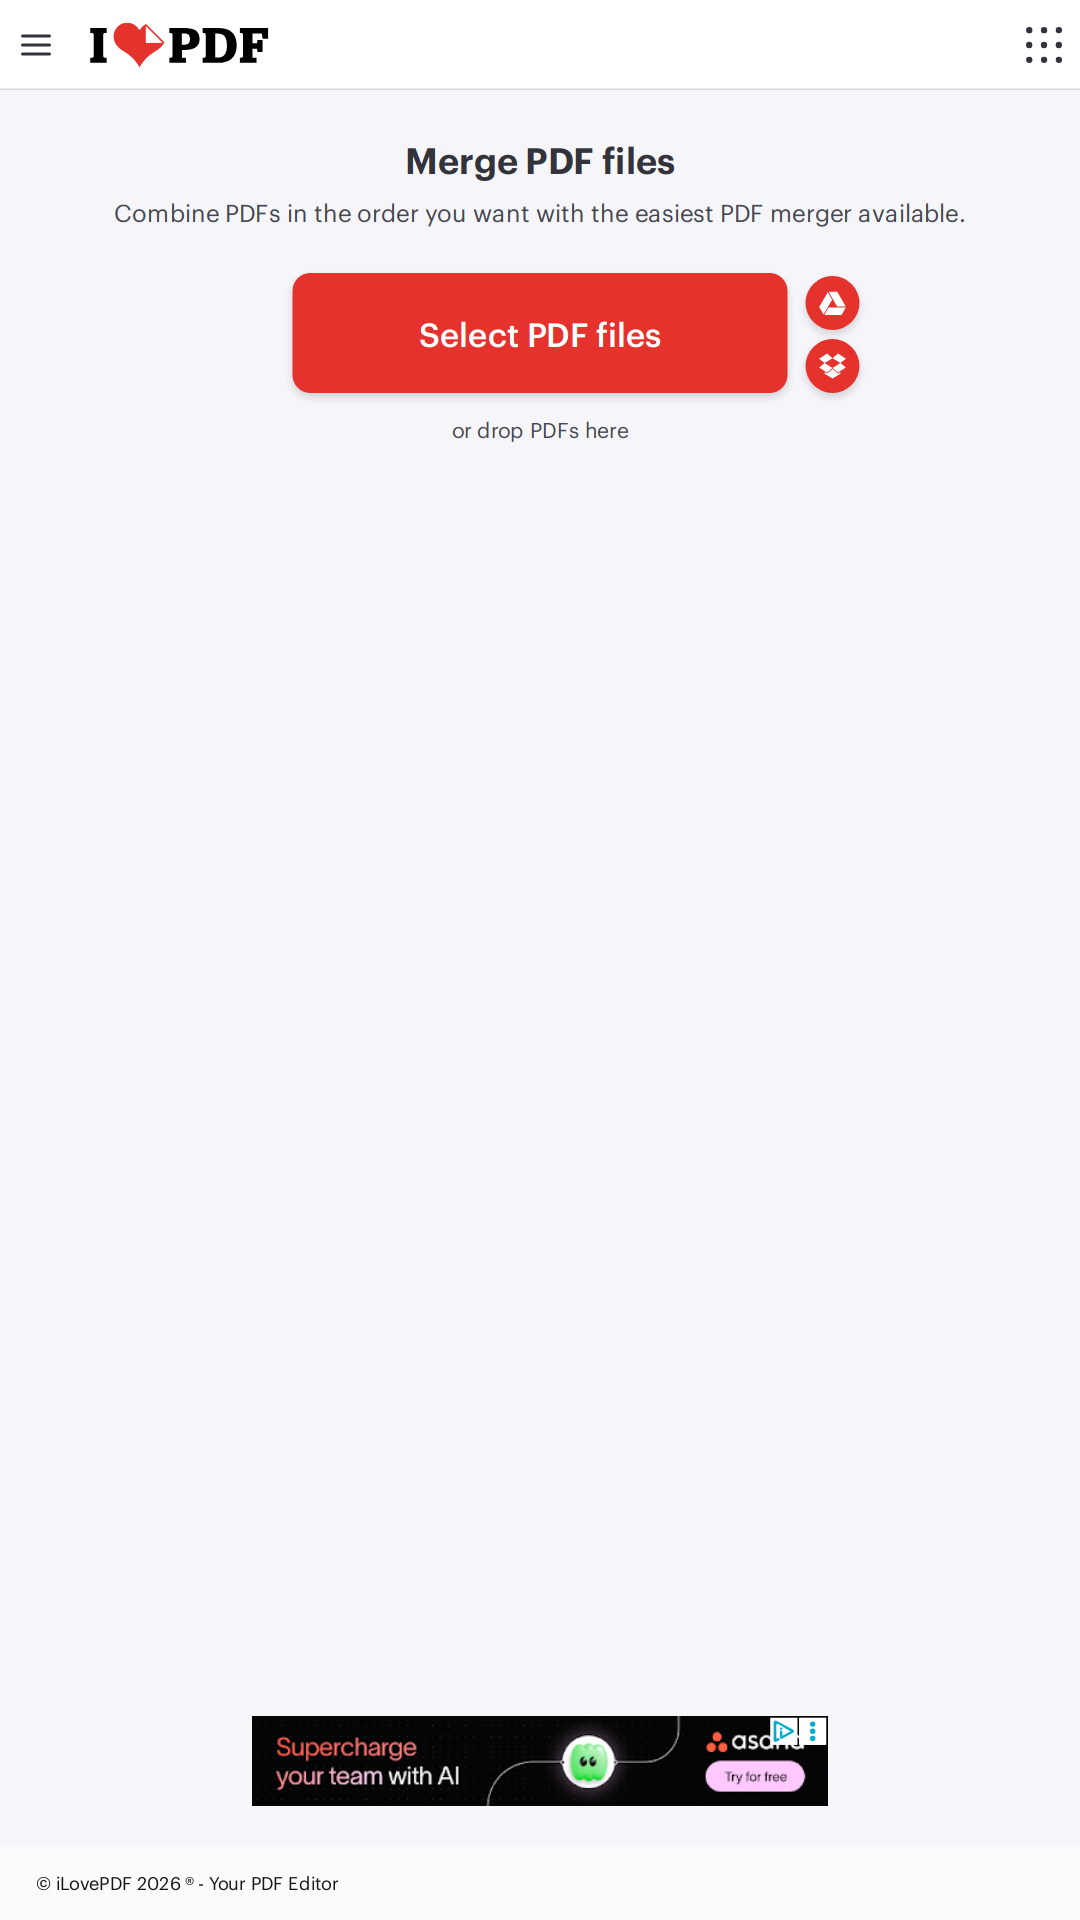 I PDF
Merge PDF files
Combine PDFs in the order you want with the easiest PDF merger available.
Select PDF files
or drop PDFs here
Supercharge
your team with AI
asana
Try for free
© iLovePDF 2026 ® - Your PDF Editor